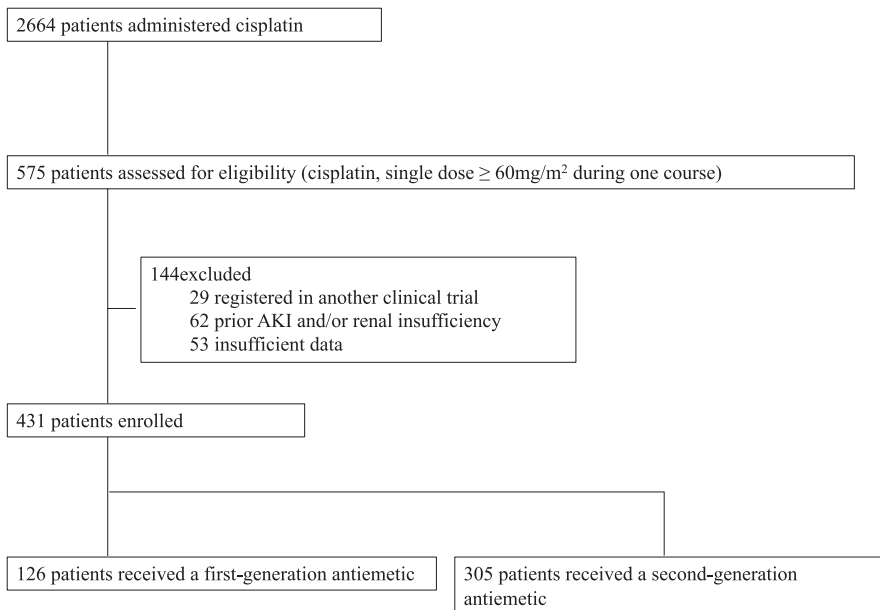 2664 patients administered cisplatin
575 patients assessed for eligibility (cisplatin, single dose ≥ 60mg/m² during one course)
144excluded
29 registered in another clinical trial
62 prior AKI and/or renal insufficiency
53 insufficient data
431 patients enrolled
126 patients received a first-generation antiemetic
305 patients received a second-generation
antiemetic